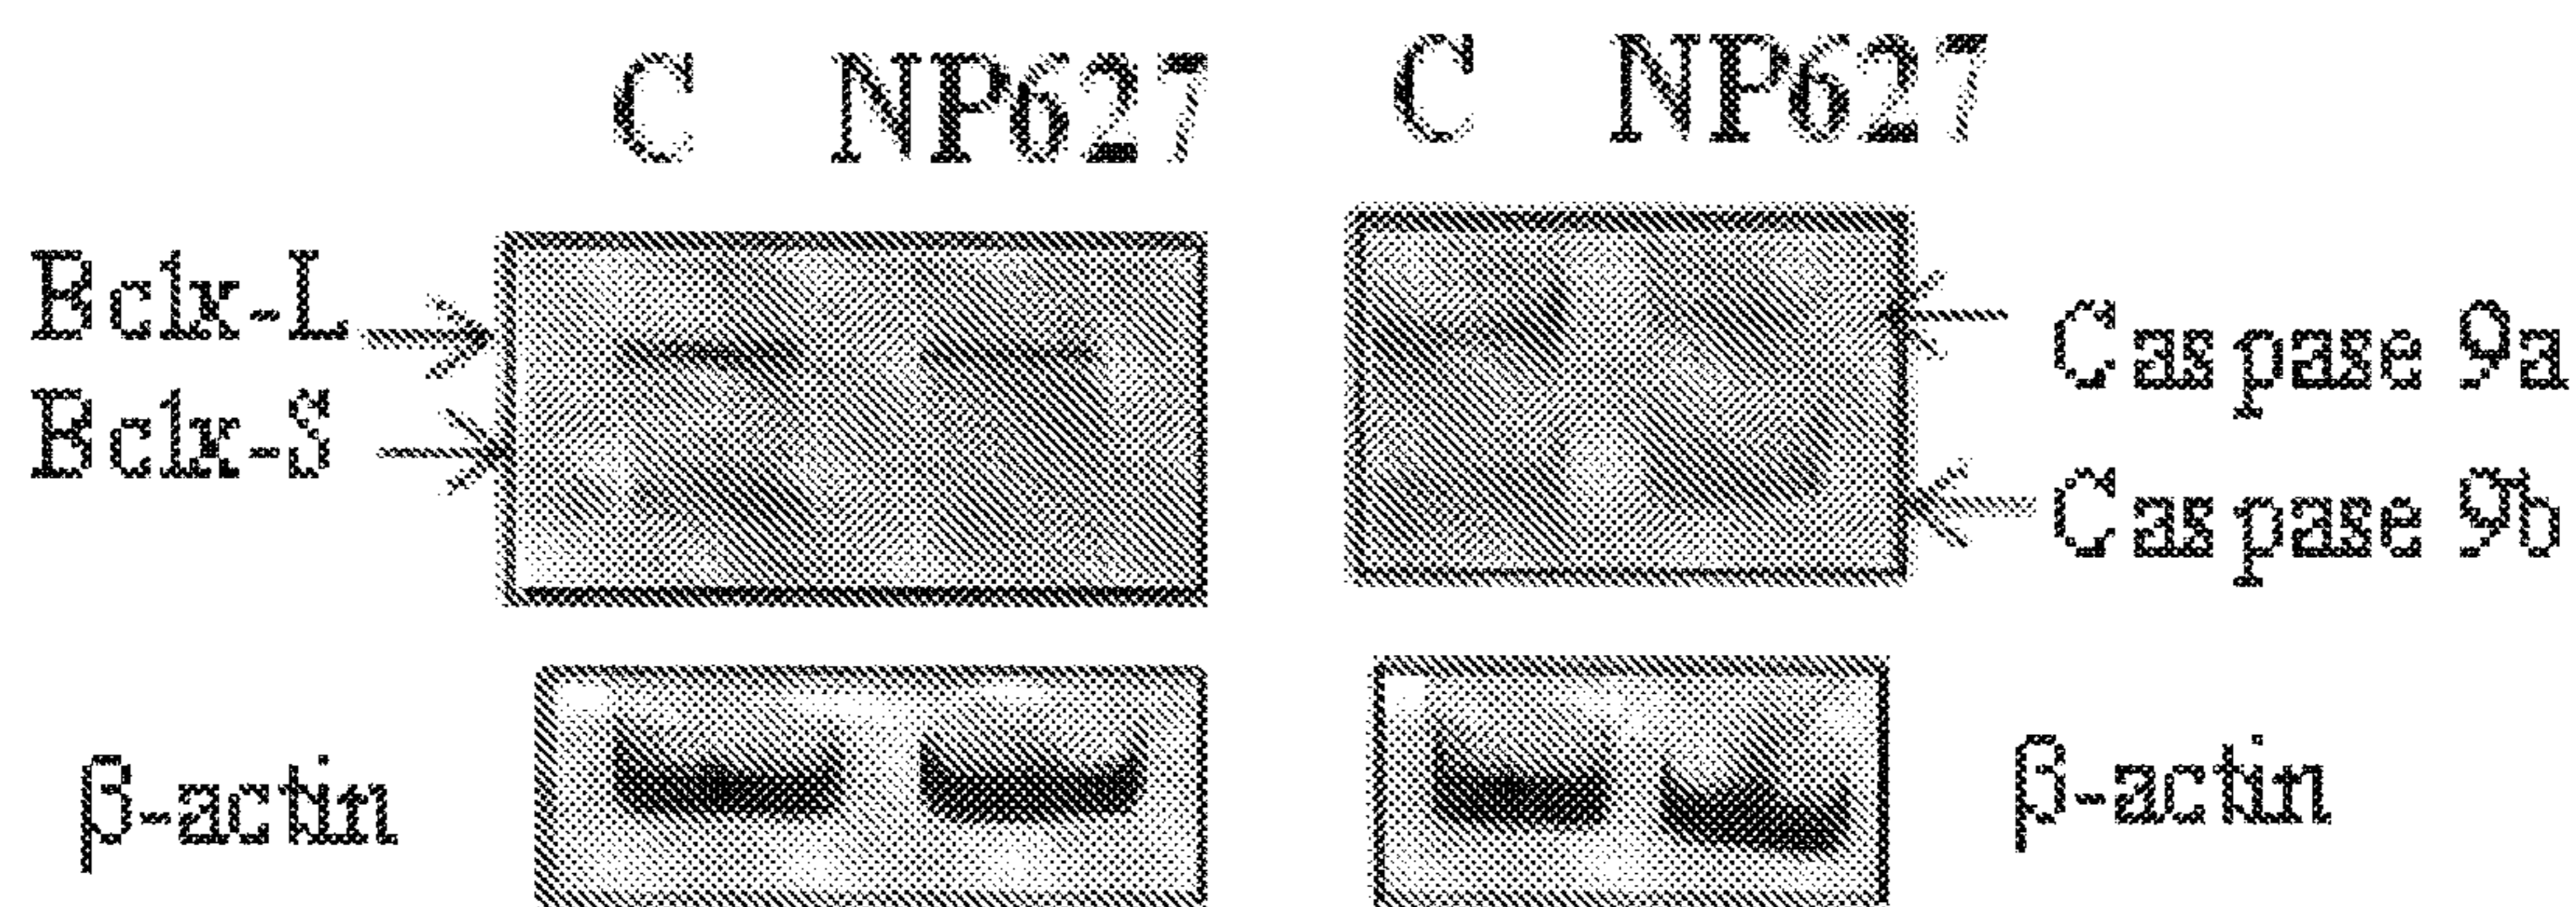 C NP627
C NP627
Bclx-L
Bclx-S
Caspase 9a
Caspase 9b
β-actin
β-actin